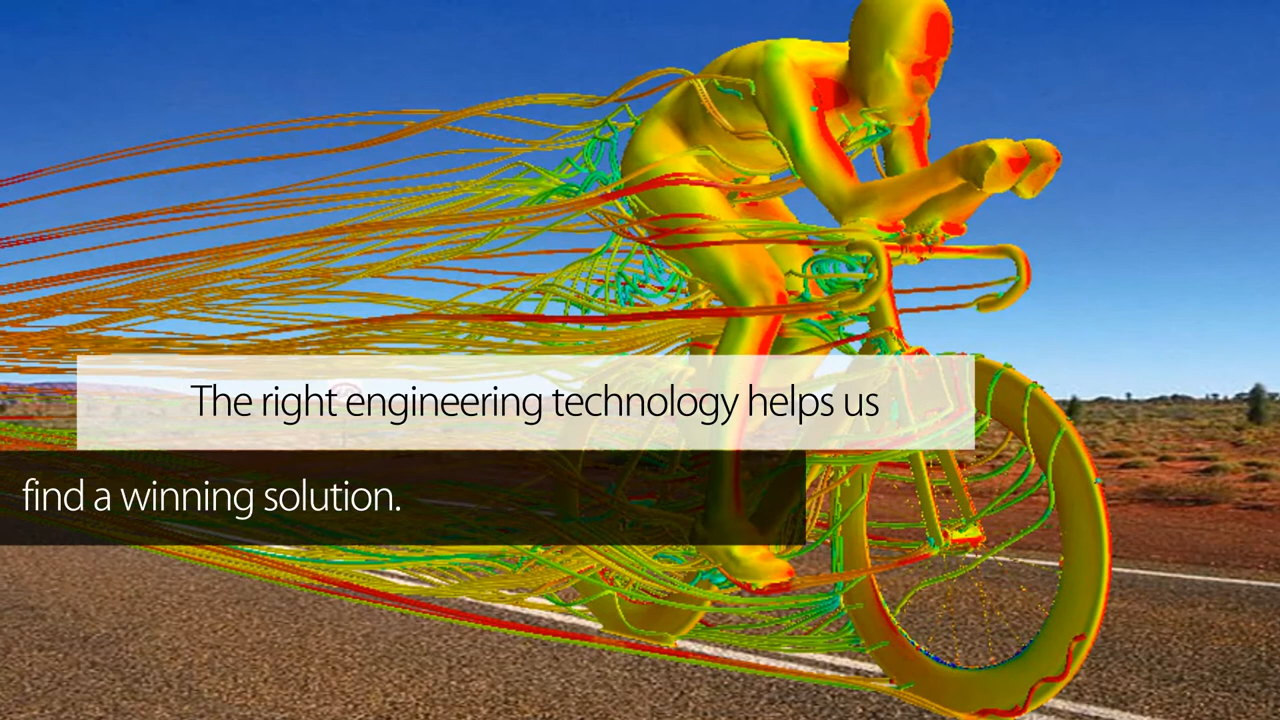 The right engineering technology helps us
find a winning solution.